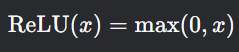 ReLU(x) = max(0, x)